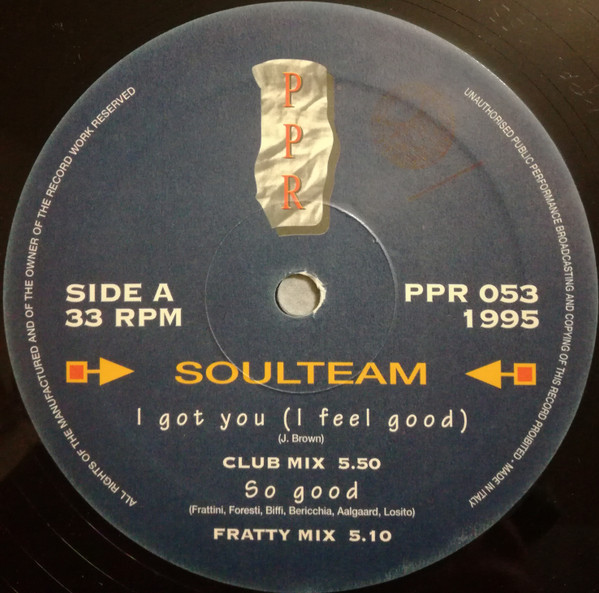 PPR
ALL RIGHTS OF THE MANUFACTURED AND OF THE OWNER OF THE RECORD WORK RESERVED
UNAUTHORISED PUBLIC PERFORMANCE BROADCASTING AND COPYING OF THIS RECORD PROIBITED - MADE IN ITALY
SIDE A
33 RPM
PPR 053
1995
SOULTEAM
I got you (I feel good)
(J. Brown)
CLUB MIX 5.50
So good
(Frattini, Foresti, Biffi, Bericchia, Aalgaard, Losito)
FRATTY MIX 5.10